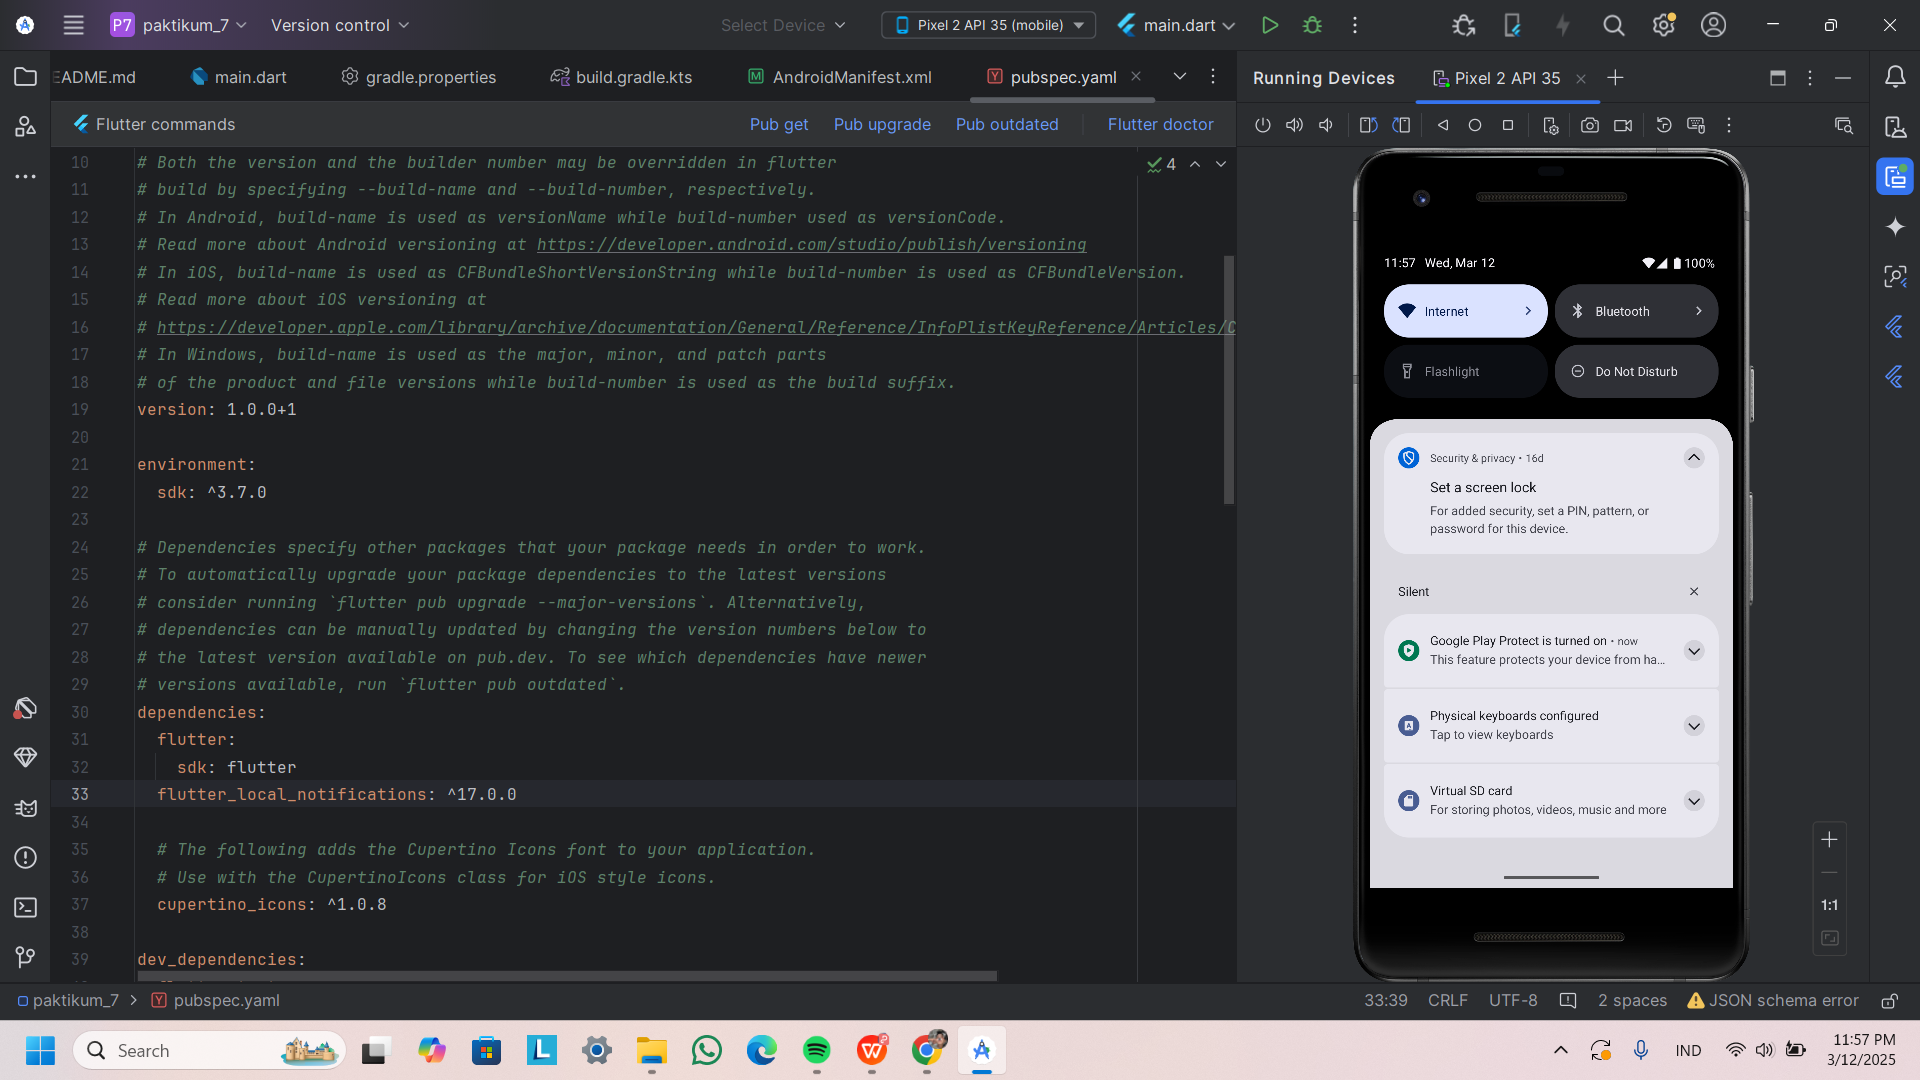 P7 paktikum_7
Version control
Select Device
Pixel 2 API 35 (mobile)
main.dart
EADME.md
main.dart
gradle.properties
build.gradle.kts
AndroidManifest.xml
pubspec.yaml
Running Devices
Pixel 2 API 35
Flutter commands
Pub get
Pub upgrade
Pub outdated
Flutter doctor
4
10 # Both the version and the builder number may be overridden in flutter
11 # build by specifying --build-name and --build-number, respectively.
12 # In Android, build-name is used as versionName while build-number used as versionCode.
13 # Read more about Android versioning at https://developer.android.com/studio/publish/versioning
14 # In iOS, build-name is used as CFBundleShortVersionString while build-number is used as CFBundleVersion.
15 # Read more about iOS versioning at
16 # https://developer.apple.com/library/archive/documentation/General/Reference/InfoPlistKeyReference/Articles/C
17 # In Windows, build-name is used as the major, minor, and patch parts
18 # of the product and file versions while build-number is used as the build suffix.
19 version: 1.0.0+1
20
21 environment:
22 sdk: ^3.7.0
23
24 # Dependencies specify other packages that your package needs in order to work.
25 # To automatically upgrade your package dependencies to the latest versions
26 # consider running `flutter pub upgrade --major-versions`. Alternatively,
27 # dependencies can be manually updated by changing the version numbers below to
28 # the latest version available on pub.dev. To see which dependencies have newer
29 # versions available, run `flutter pub outdated`.
30 dependencies:
31 flutter:
32 sdk: flutter
33 flutter_local_notifications: ^17.0.0
34
35 # The following adds the Cupertino Icons font to your application.
36 # Use with the CupertinoIcons class for iOS style icons.
37 cupertino_icons: ^1.0.8
38
39 dev_dependencies:
11:57 Wed, Mar 12
100%
Internet
Bluetooth
Flashlight
Do Not Disturb
Security & privacy • 16d
Set a screen lock
For added security, set a PIN, pattern, or
password for this device.
Silent
Google Play Protect is turned on • now
This feature protects your device from ha...
Physical keyboards configured
Tap to view keyboards
Virtual SD card
For storing photos, videos, music and more
1:1
paktikum_7 > pubspec.yaml
33:39
CRLF
UTF-8
2 spaces
JSON schema error
Search
IND
11:57 PM
3/12/2025